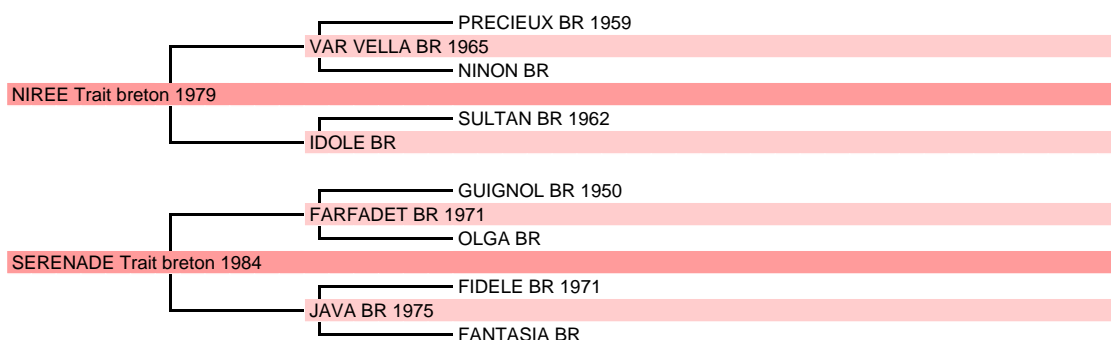 PRECIEUX BR 1959
VAR VELLA BR 1965
NINON BR
NIREE Trait breton 1979
SULTAN BR 1962
IDOLE BR
GUIGNOL BR 1950
FARFADET BR 1971
OLGA BR
SERENADE Trait breton 1984
FIDELE BR 1971
JAVA BR 1975
FANTASIA BR